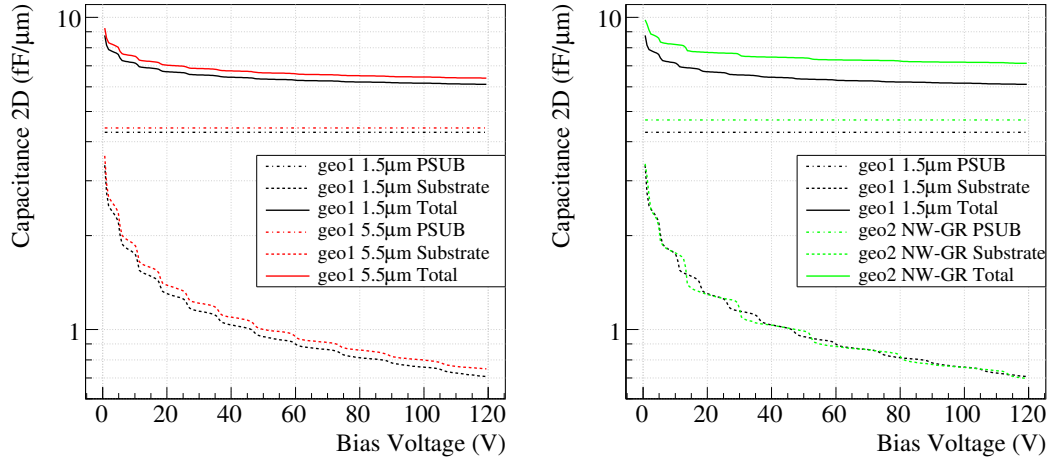 Capacitance 2D (fF/μm)
10
1
geo1 1.5μm PSUB
geo1 1.5μm Substrate
geo1 1.5μm Total
geo1 5.5μm PSUB
geo1 5.5μm Substrate
geo1 5.5μm Total
0 20 40 60 80 100 120
Bias Voltage (V)
Capacitance 2D (fF/μm)
10
1
geo1 1.5μm PSUB
geo1 1.5μm Substrate
geo1 1.5μm Total
geo2 NW-GR PSUB
geo2 NW-GR Substrate
geo2 NW-GR Total
0 20 40 60 80 100 120
Bias Voltage (V)